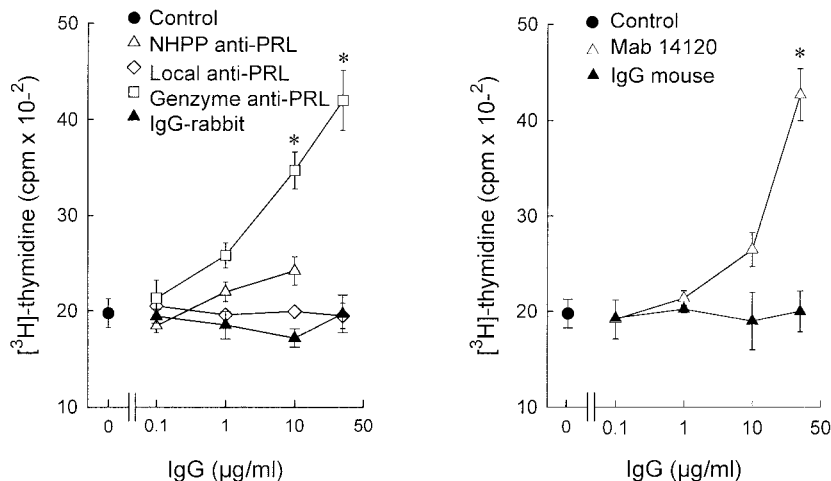 Control
NHPP anti-PRL
Local anti-PRL
Genzyme anti-PRL
IgG-rabbit
*
*
[³H]-thymidine (cpm x 10⁻²)
50
40
30
20
10
0
0.1
1
10
50
IgG (µg/ml)
Control
Mab 14120
IgG mouse
*
[³H]-thymidine (cpm x 10⁻²)
50
40
30
20
10
0
0.1
1
10
50
IgG (µg/ml)